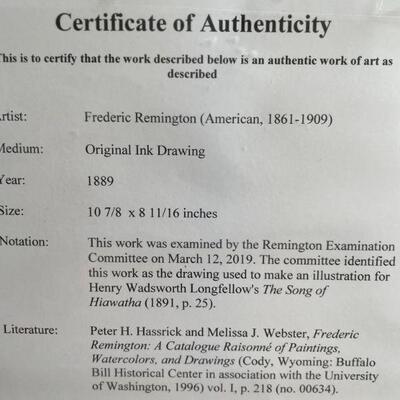 Certificate of Authenticity
This is to certify that the work described below is an authentic work of art as
described
Artist: Frederic Remington (American, 1861-1909)
Medium: Original Ink Drawing
Year: 1889
Size: 10 7/8 x 8 11/16 inches
Notation: This work was examined by the Remington Examination
Committee on March 12, 2019. The committee identified
this work as the drawing used to make an illustration for
Henry Wadsworth Longfellow's The Song of
Hiawatha (1891, p. 25).
Literature: Peter H. Hassrick and Melissa J. Webster, Frederic
Remington: A Catalogue Raisonné of Paintings,
Watercolors, and Drawings (Cody, Wyoming: Buffalo
Bill Historical Center in association with the University
of Washington, 1996) vol. I, p. 218 (no. 00634).